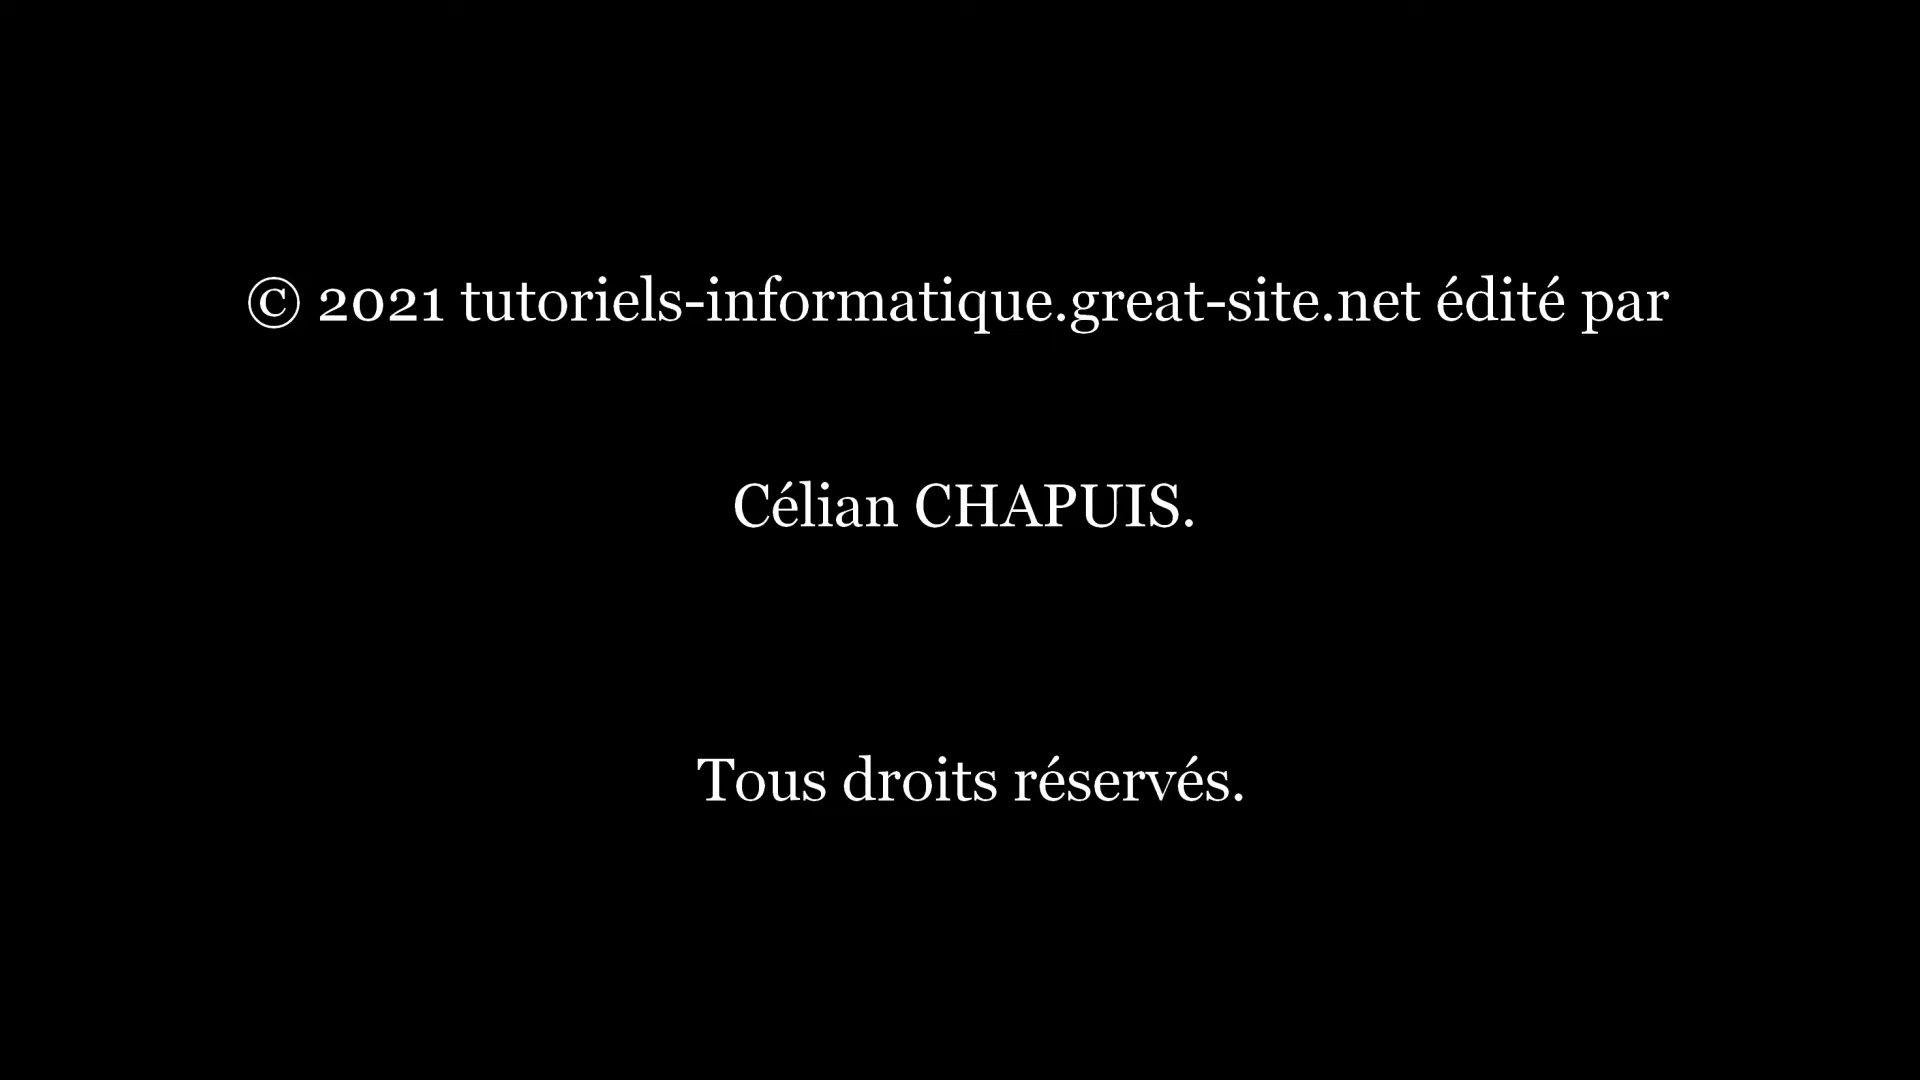 © 2021 tutoriels-informatique.great-site.net édité par
Célian CHAPUIS.
Tous droits réservés.